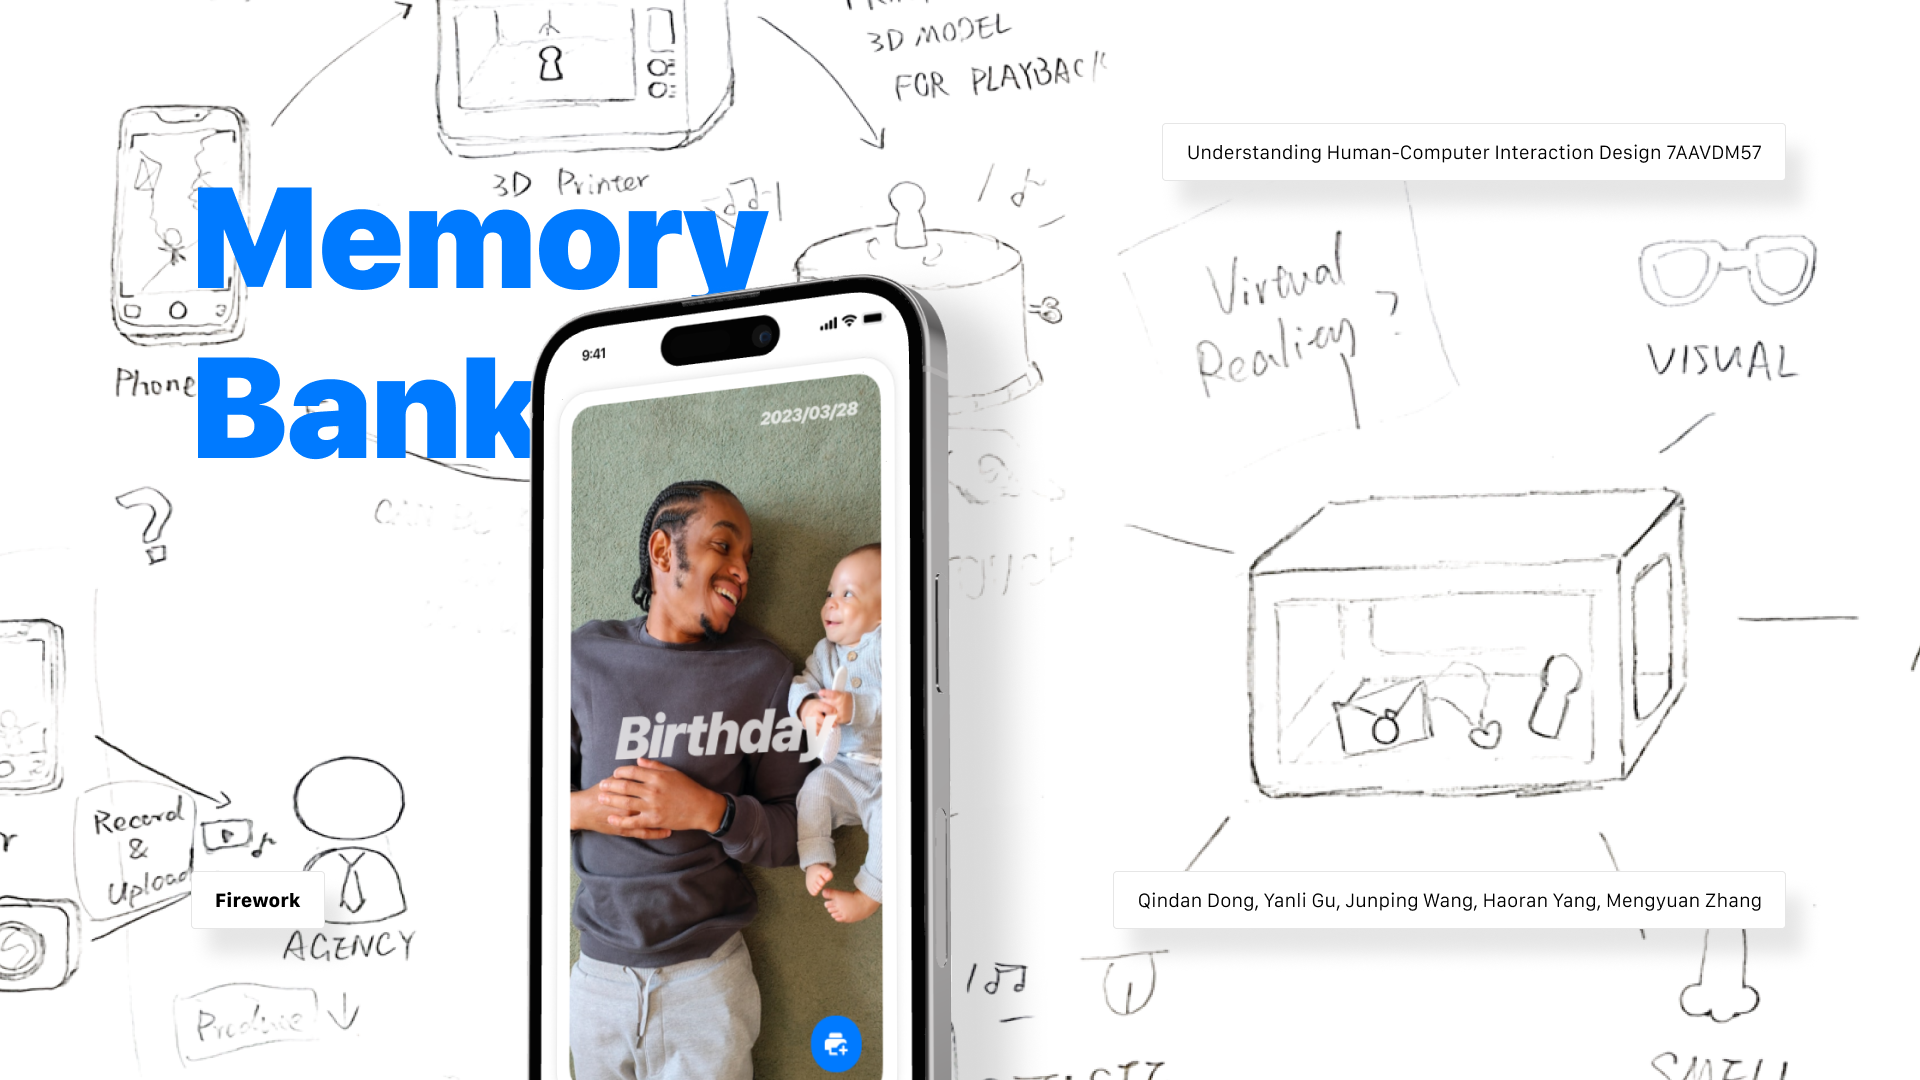 3D MODEL
FOR PLAYBACK
Understanding Human-Computer Interaction Design 7AAVDM57
3D Printer
Memory
Bank
Phone
Virtual
Reality ?
VISUAL
9:41
2023/03/28
?
Birthday
Record
&
Upload
Firework
AGENCY
Qindan Dong, Yanli Gu, Junping Wang, Haoran Yang, Mengyuan Zhang
Produce
SMELL